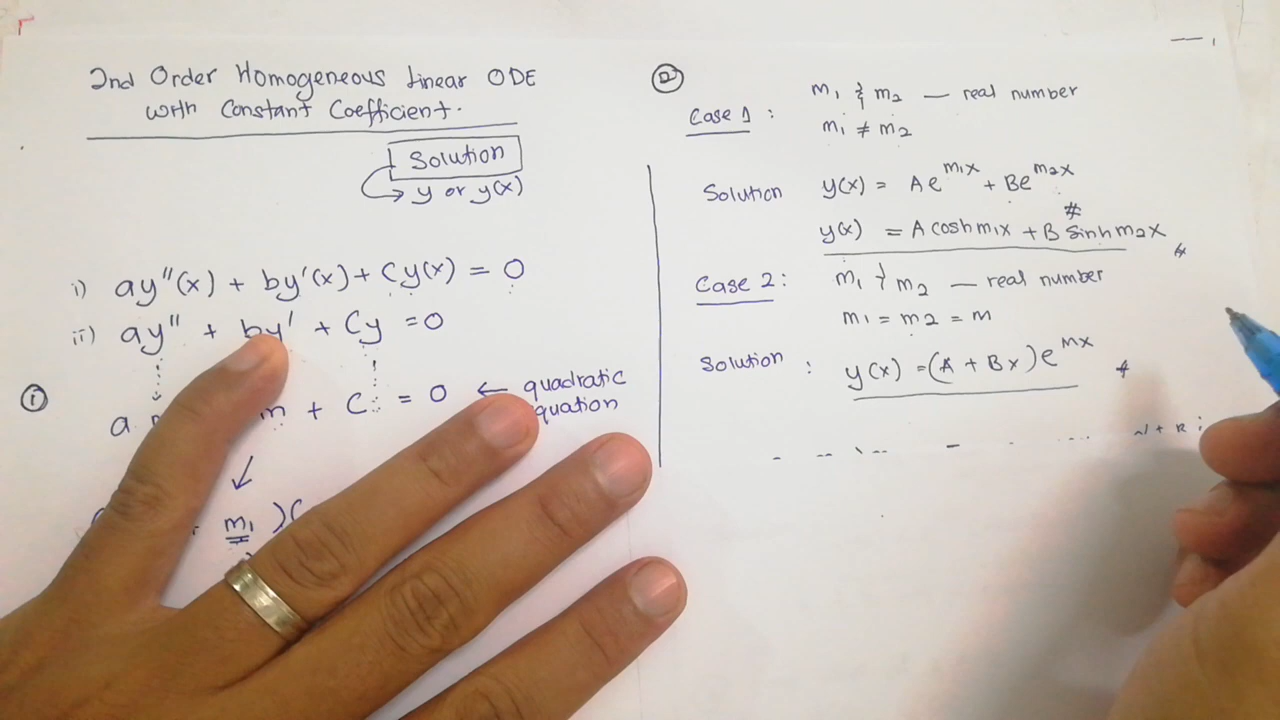 2nd Order Homogeneous Linear ODE
with Constant Coefficient.
Solution
y or y(x)
i) ay''(x) + by'(x) + Cy(x) = 0
ii) ay'' + by' + Cy = 0
1
a m + C = 0 ← quadratic
quation
m1 )(
2
Case 1 : m1 & m2 — real number
m1 ≠ m2
Solution y(x) = Ae^m1x + Be^m2x
#
y(x) = A cosh m1x + B Sinh m2x *
Case 2 : m1 & m2 — real number
m1 = m2 = m
Solution : y(x) = (A + Bx)e^mx *